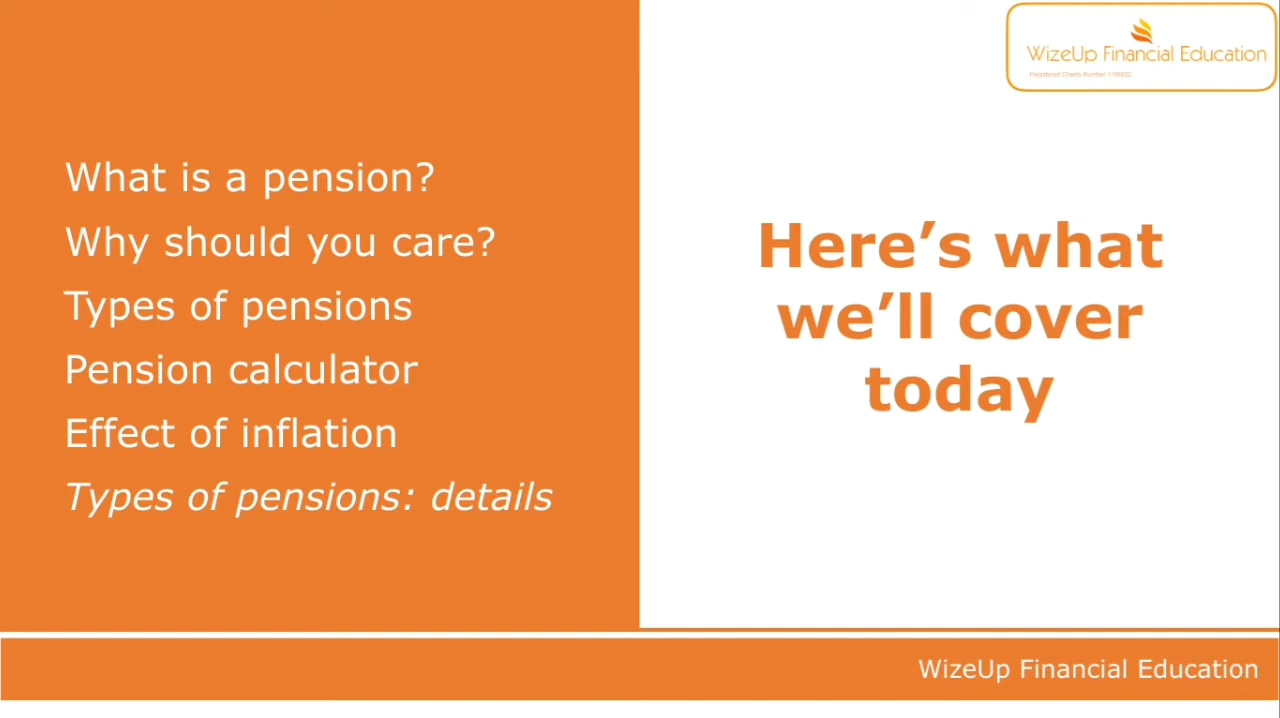 WizeUp Financial Education
What is a pension?
Why should you care?
Types of pensions
Pension calculator
Effect of inflation
Types of pensions: details
Here’s what
we’ll cover
today
WizeUp Financial Education